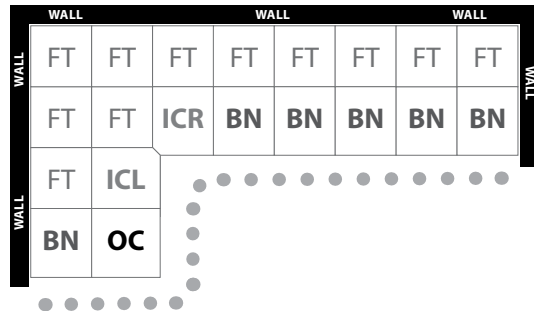 WALL WALL WALL
WALL
FT FT FT FT FT FT FT FT
WALL
FT FT ICR BN BN BN BN BN
FT ICL
WALL
BN OC